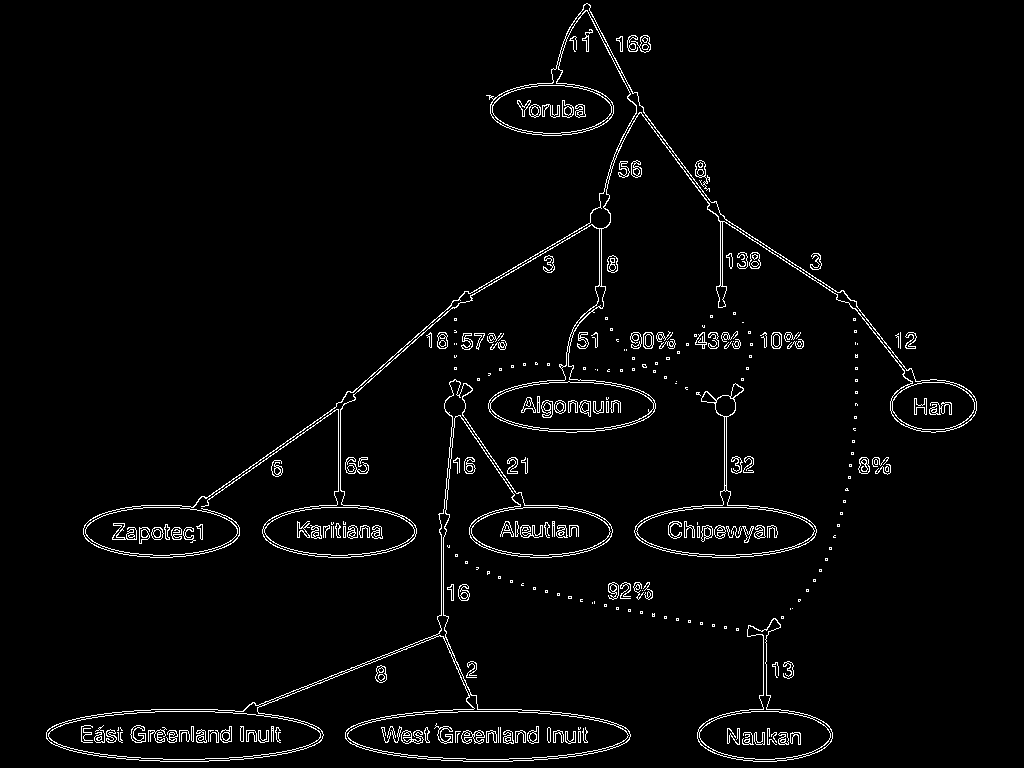 11 168
Yoruba
56 8
3 8 138 3
18 57% 51 90% 43% 10% 12
Algonquin Han
6 65 16 21 32 8%
Zapotec1 Karitiana Aleutian Chipewyan
16 92%
8 2 13
East Greenland Inuit West Greenland Inuit Naukan